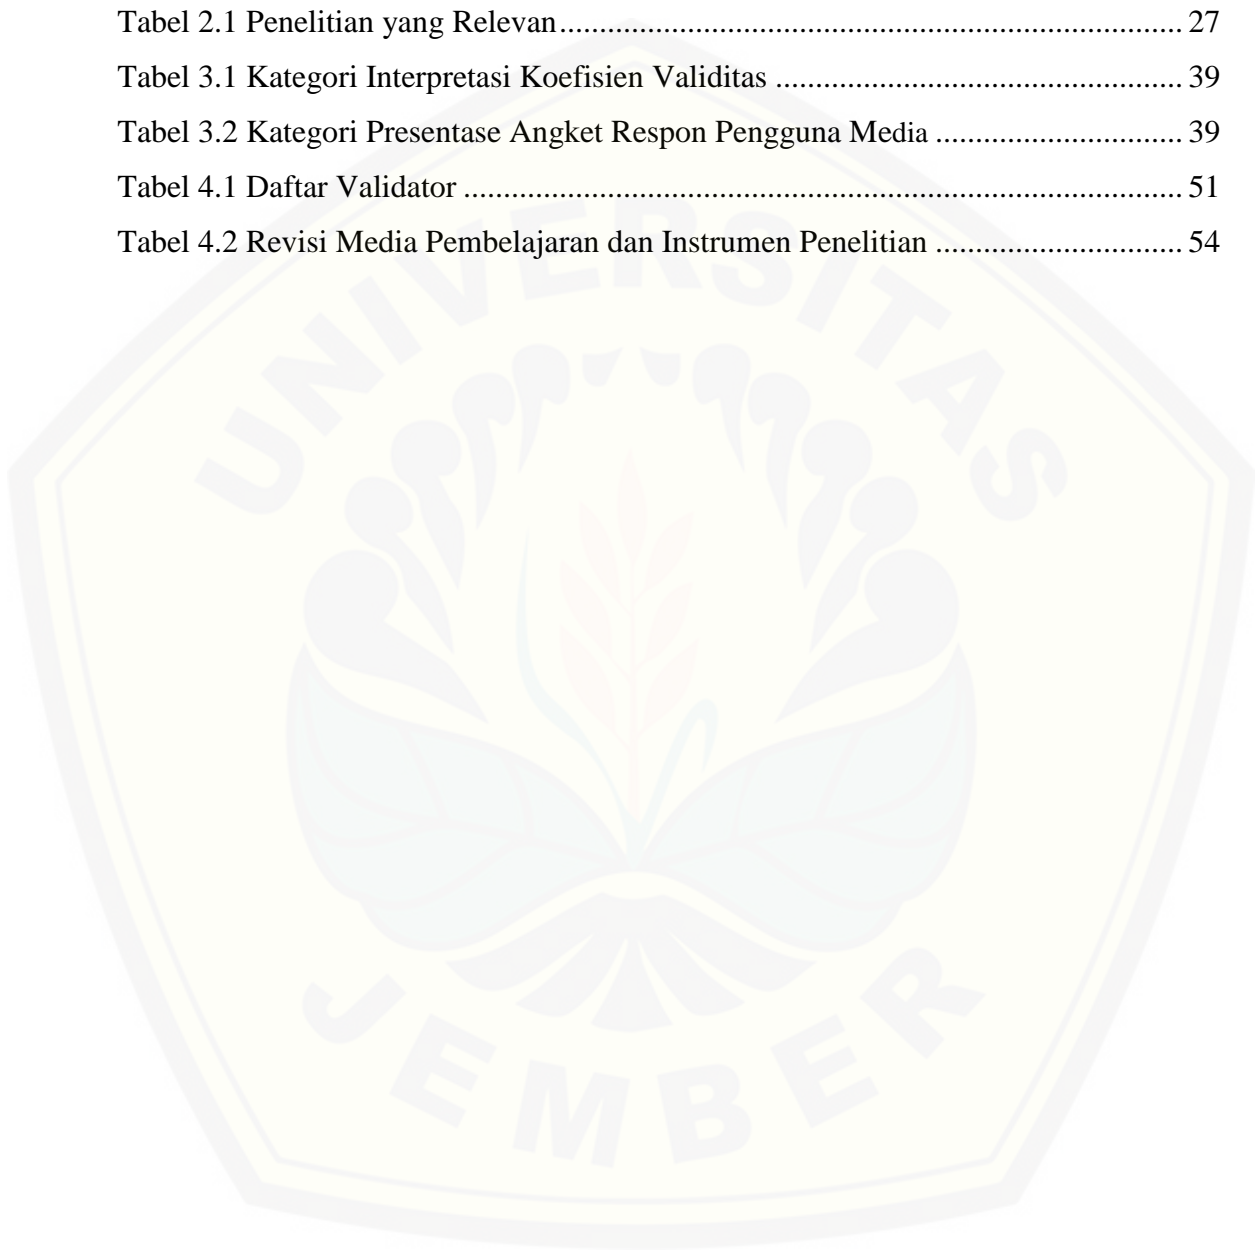 Tabel 2.1 Penelitian yang Relevan............................................................................ 27
Tabel 3.1 Kategori Interpretasi Koefisien Validitas .................................................. 39
Tabel 3.2 Kategori Presentase Angket Respon Pengguna Media .............................. 39
Tabel 4.1 Daftar Validator ........................................................................................ 51
Tabel 4.2 Revisi Media Pembelajaran dan Instrumen Penelitian .............................. 54
UNIVERSITAS
JEMBER